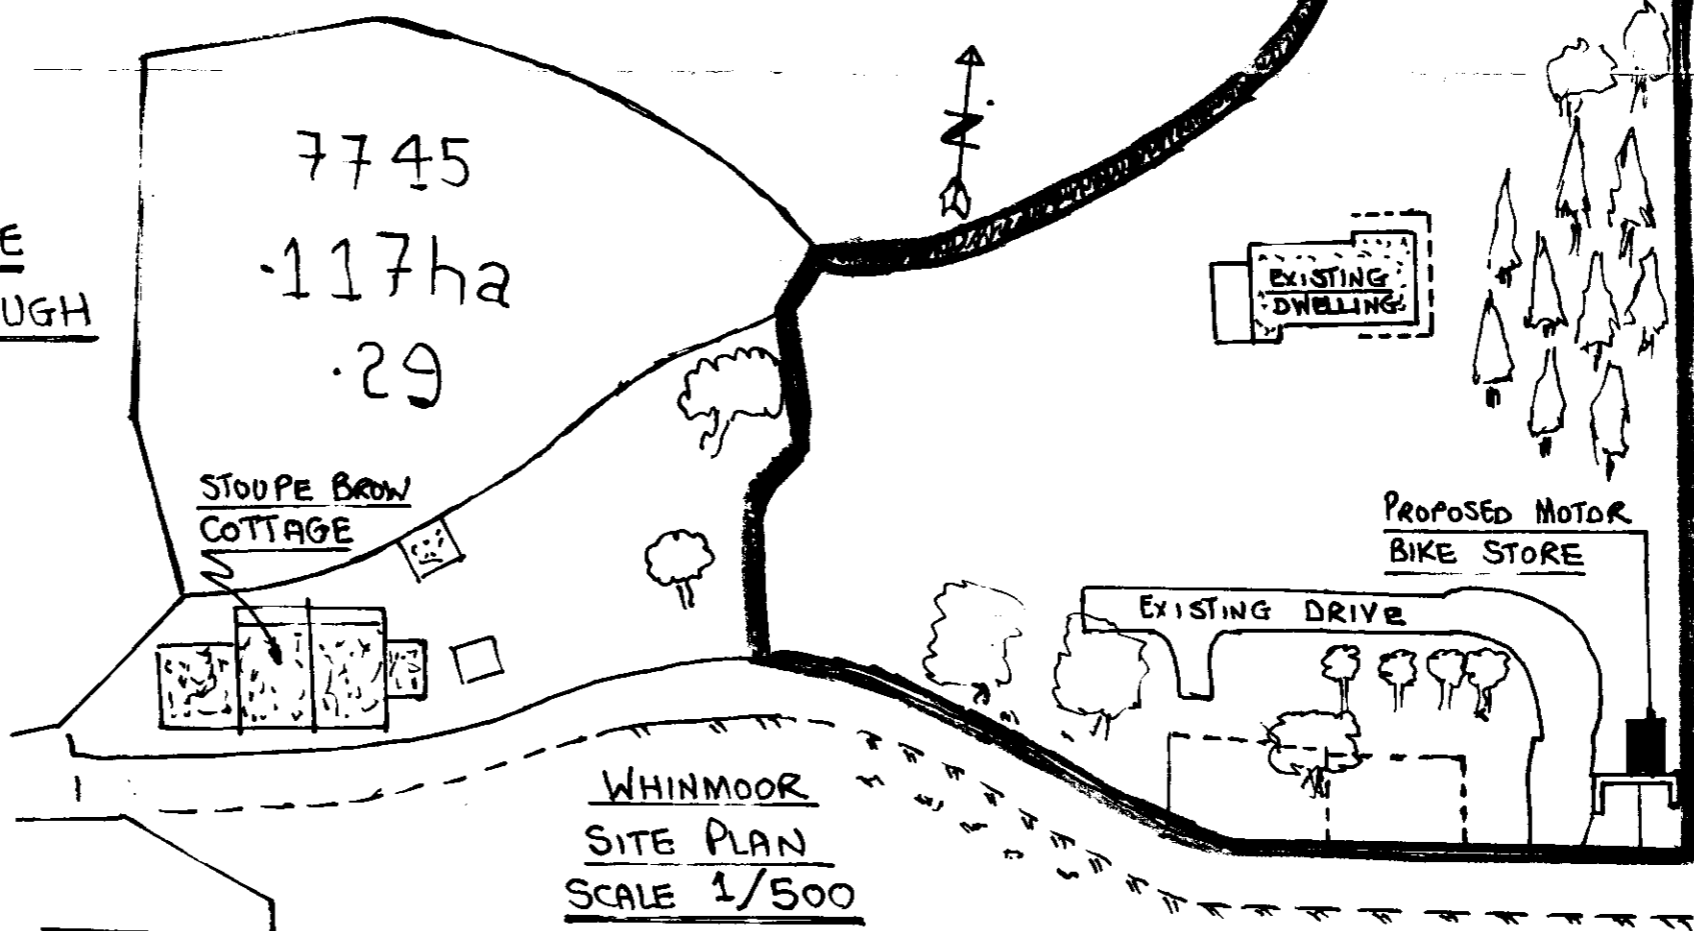 E
UGH
7745
·117ha
·29
N.
EXISTING
DWELLING
STOUPE BROW
COTTAGE
PROPOSED MOTOR
BIKE STORE
EXISTING DRIVE
WHINMOOR
SITE PLAN
SCALE 1/500